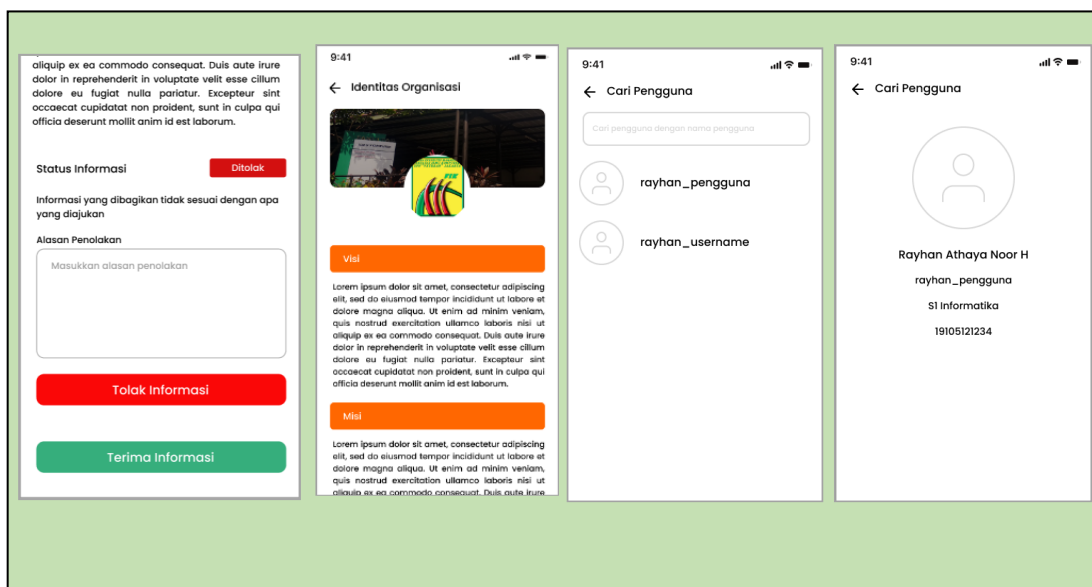 aliquip ex ea commodo consequat. Duis aute irure
dolor in reprehenderit in voluptate velit esse cillum
dolore eu fugiat nulla pariatur. Excepteur sint
occaecat cupidatat non proident, sunt in culpa qui
officia deserunt mollit anim id est laborum.
Status Informasi
Ditolak
Informasi yang dibagikan tidak sesuai dengan apa
yang diajukan
Alasan Penolakan
Masukkan alasan penolakan
Tolak Informasi
Terima Informasi
9:41
Identitas Organisasi
Visi
Lorem ipsum dolor sit amet, consectetur adipiscing
elit, sed do eiusmod tempor incididunt ut labore et
dolore magna aliqua. Ut enim ad minim veniam,
quis nostrud exercitation ullamco laboris nisi ut
aliquip ex ea commodo consequat. Duis aute irure
dolor in reprehenderit in voluptate velit esse cillum
dolore eu fugiat nulla pariatur. Excepteur sint
occaecat cupidatat non proident, sunt in culpa qui
officia deserunt mollit anim id est laborum.
Misi
Lorem ipsum dolor sit amet, consectetur adipiscing
elit, sed do eiusmod tempor incididunt ut labore et
dolore magna aliqua. Ut enim ad minim veniam,
quis nostrud exercitation ullamco laboris nisi ut
aliquip ex ea commodo consequat. Duis aute irure
9:41
Cari Pengguna
Cari pengguna dengan nama pengguna
rayhan_pengguna
rayhan_username
9:41
Cari Pengguna
Rayhan Athaya Noor H
rayhan_pengguna
S1 Informatika
19105121234